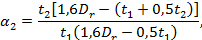 α₂ = t₂[1,6Dᵣ − (t₁ + 0,5t₂)] / t₁(1,6Dᵣ − 0,5t₁),